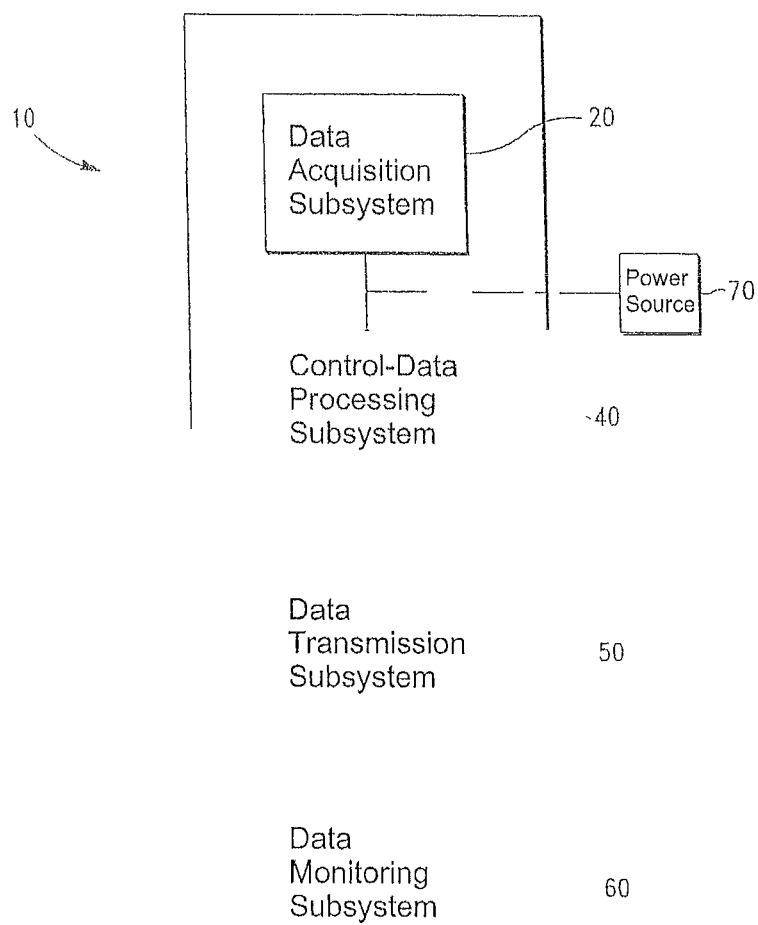 10
20
Data
Acquisition
Subsystem
Power
Source
70
Control-Data
Processing
Subsystem
40
Data
Transmission
Subsystem
50
Data
Monitoring
Subsystem
60